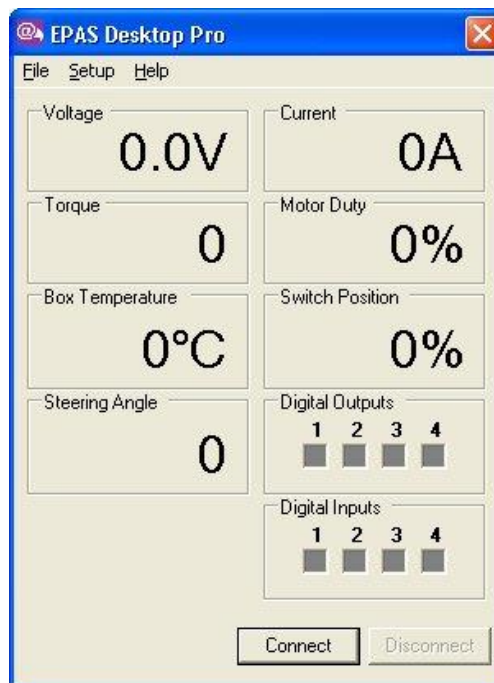 EPAS Desktop Pro
File Setup Help
Voltage
0.0V
Current
0A
Torque
0
Motor Duty
0%
Box Temperature
0°C
Switch Position
0%
Steering Angle
0
Digital Outputs
1 2 3 4
Digital Inputs
1 2 3 4
Connect Disconnect